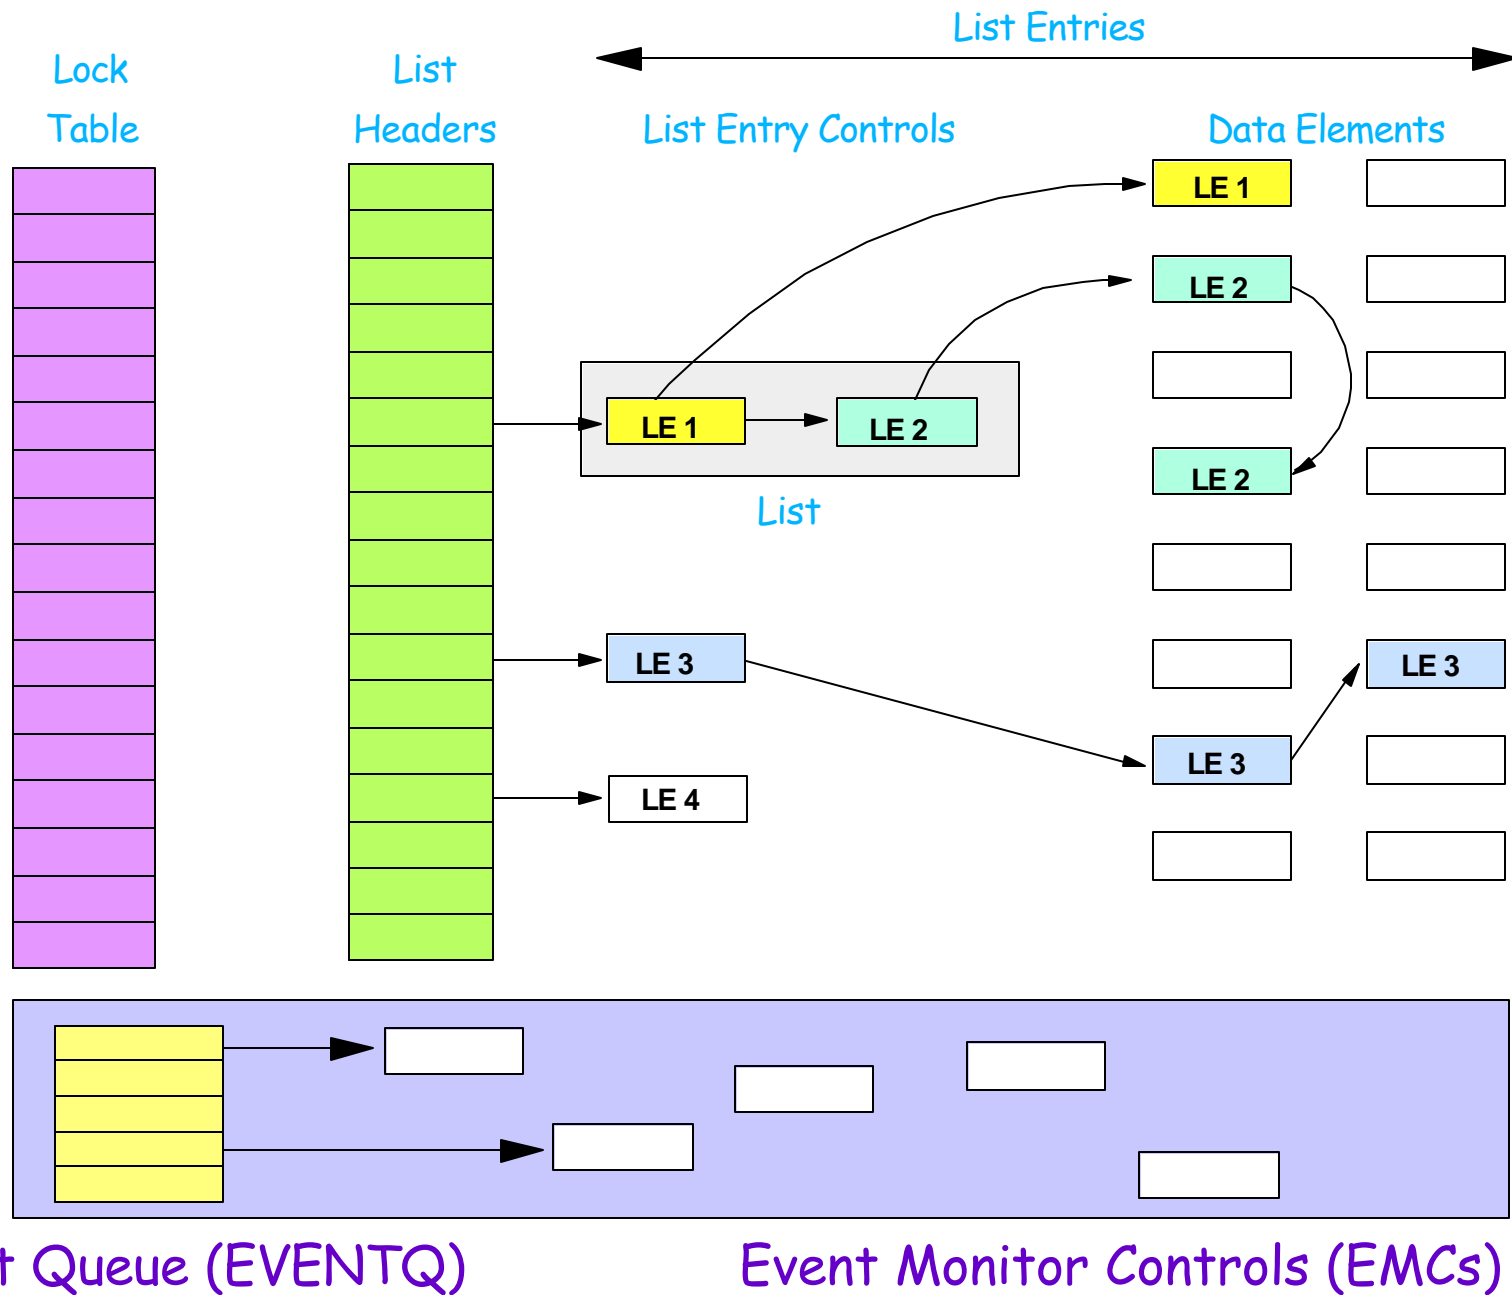 List Entries
Lock
Table
List
Headers
List Entry Controls
Data Elements
LE 1
LE 2
LE 1
LE 2
LE 2
List
LE 3
LE 3
LE 3
LE 4
t Queue (EVENTQ)
Event Monitor Controls (EMCs)